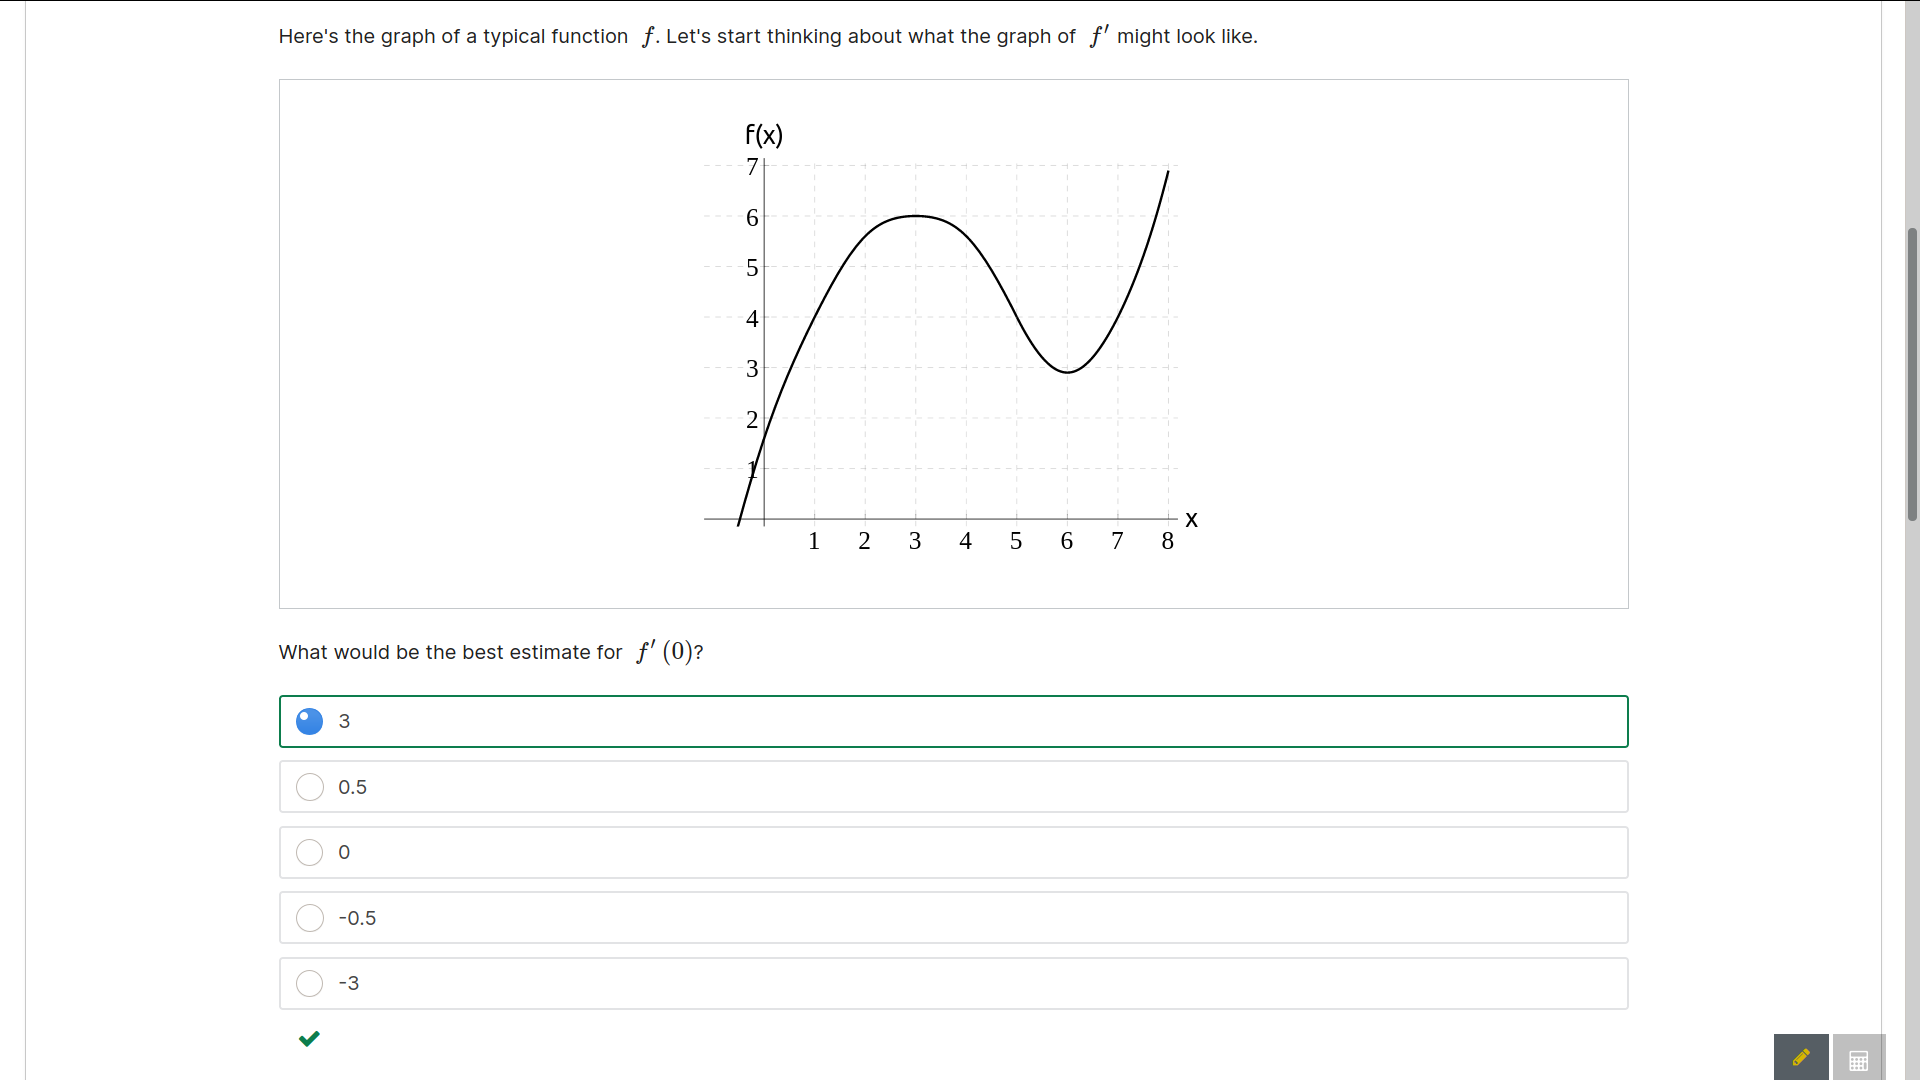 Here's the graph of a typical function f. Let's start thinking about what the graph of f′ might look like.
f(x)
7
6
5
4
3
2
1
x
1 2 3 4 5 6 7 8
What would be the best estimate for f′ (0)?
3
0.5
0
-0.5
-3